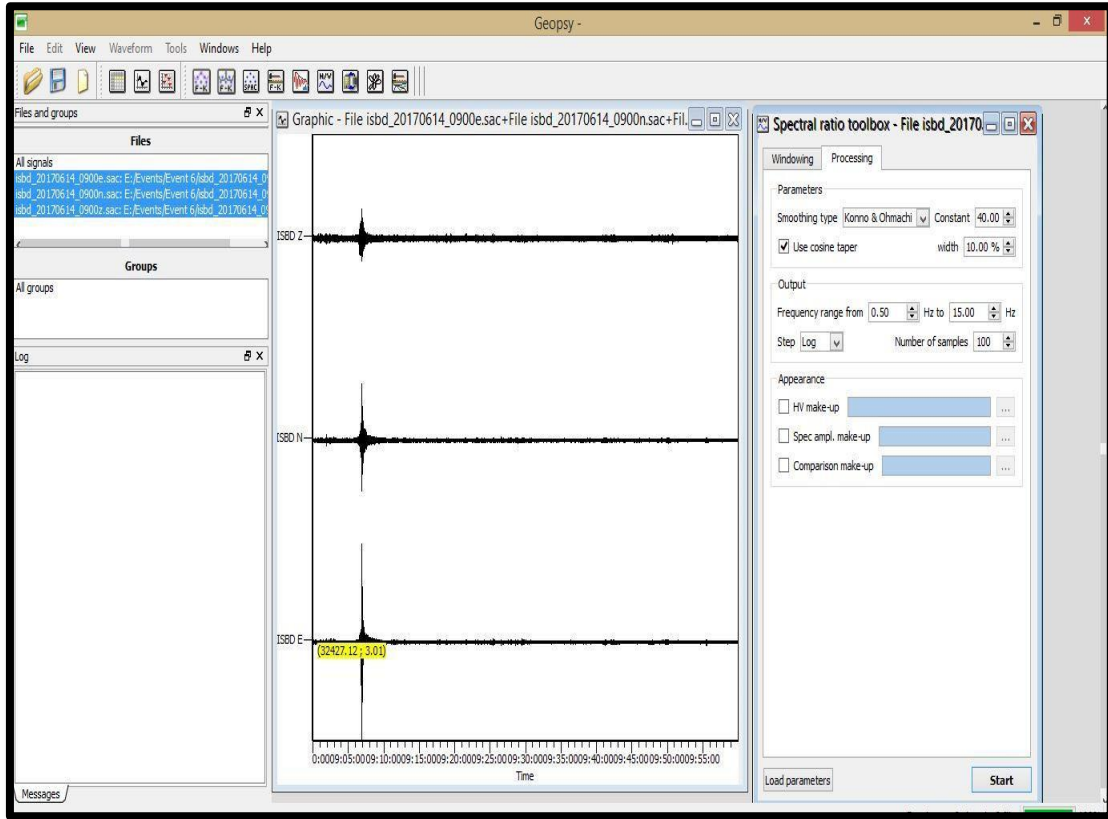 Geopsy -
File Edit View Waveform Tools Windows Help
Files and groups
Files
All signals
isbd_20170614_0900e.sac: E:/Events/Event 6/isbd_20170614_0
isbd_20170614_0900n.sac: E:/Events/Event 6/isbd_20170614_0
isbd_20170614_0900z.sac: E:/Events/Event 6/isbd_20170614_0
Groups
All groups
Log
Messages
Graphic - File isbd_20170614_0900e.sac+File isbd_20170614_0900n.sac+Fil.
ISBD Z
ISBD N
ISBD E
(32427.12 ; 3.01)
0:0009:05:0009:10:0009:15:0009:20:0009:25:0009:30:0009:35:0009:40:0009:45:0009:50:0009:55:00
Time
Spectral ratio toolbox - File isbd_20170
Windowing Processing
Parameters
Smoothing type Konno & Ohmachi Constant 40.00
Use cosine taper width 10.00 %
Output
Frequency range from 0.50 Hz to 15.00 Hz
Step Log Number of samples 100
Appearance
HV make-up ...
Spec ampl. make-up ...
Comparison make-up ...
Load parameters Start